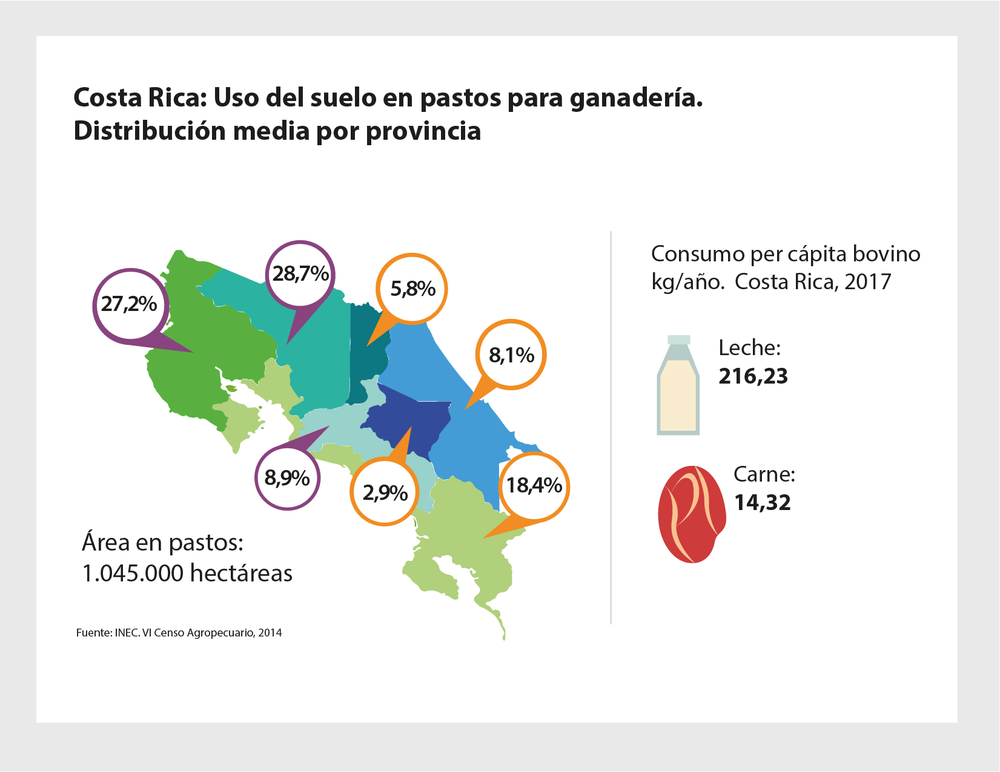 Costa Rica: Uso del suelo en pastos para ganadería.
Distribución media por provincia
27,2%
28,7%
5,8%
8,1%
8,9%
2,9%
18,4%
Área en pastos:
1.045.000 hectáreas
Fuente: INEC. VI Censo Agropecuario, 2014
Consumo per cápita bovino
kg/año. Costa Rica, 2017
Leche:
216,23
Carne:
14,32